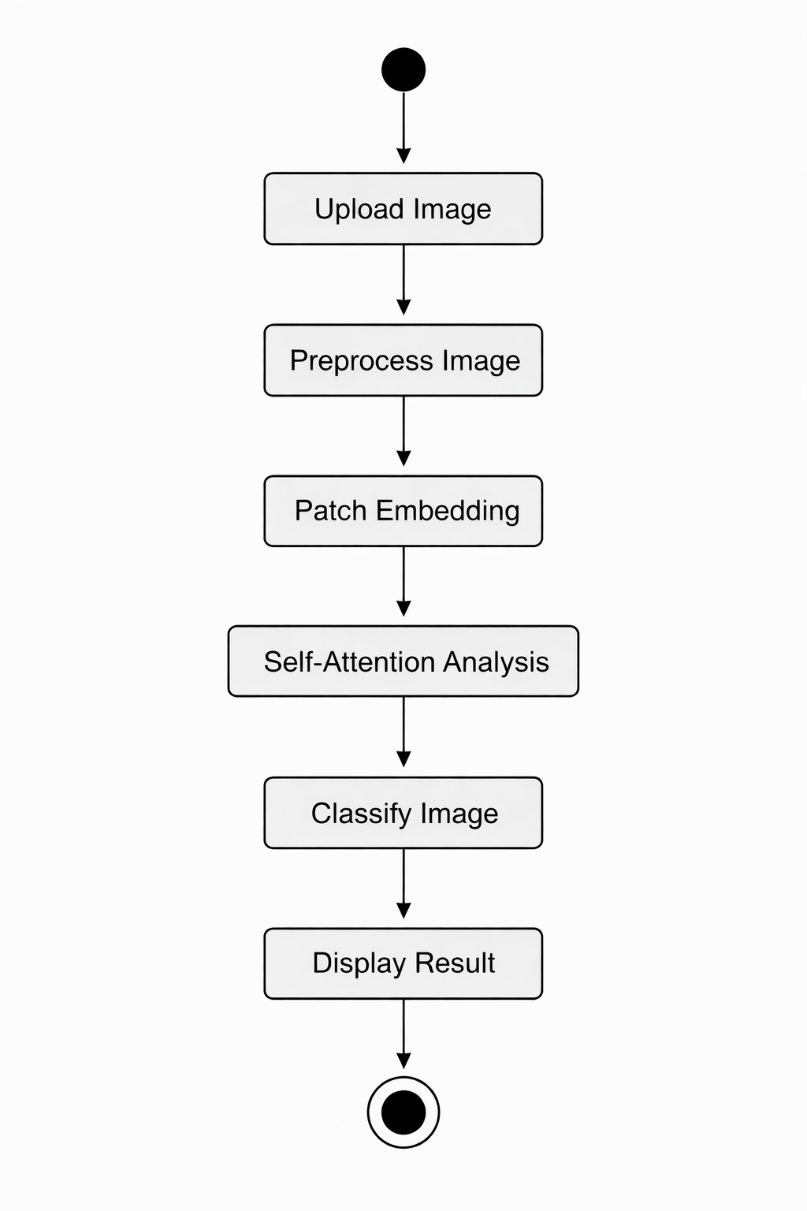 Upload Image
Preprocess Image
Patch Embedding
Self-Attention Analysis
Classify Image
Display Result